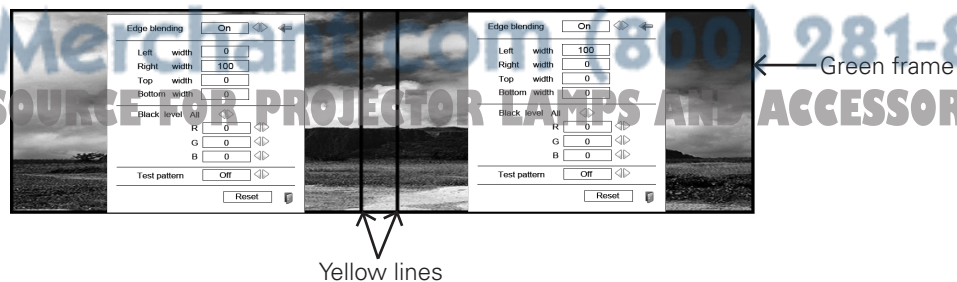 Merchant.com (800) 281-8
SOURCE FOR PROJECTOR LAMPS AND ACCESSOR
Edge blending On
Left width 0
Right width 100
Top width 0
Bottom width 0
Black level All
R 0
G 0
B 0
Test pattern Off
Reset
Edge blending On
Left width 100
Right width 0
Top width 0
Bottom width 0
Black level All
R 0
G 0
B 0
Test pattern Off
Reset
Green frame
Yellow lines